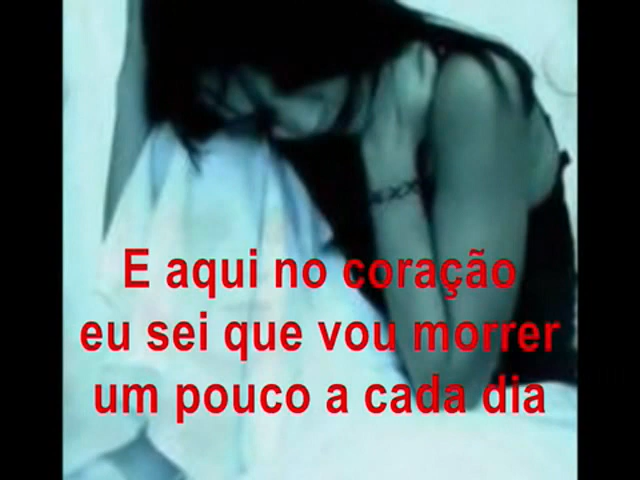 E aqui no coração
eu sei que vou morrer
um pouco a cada dia